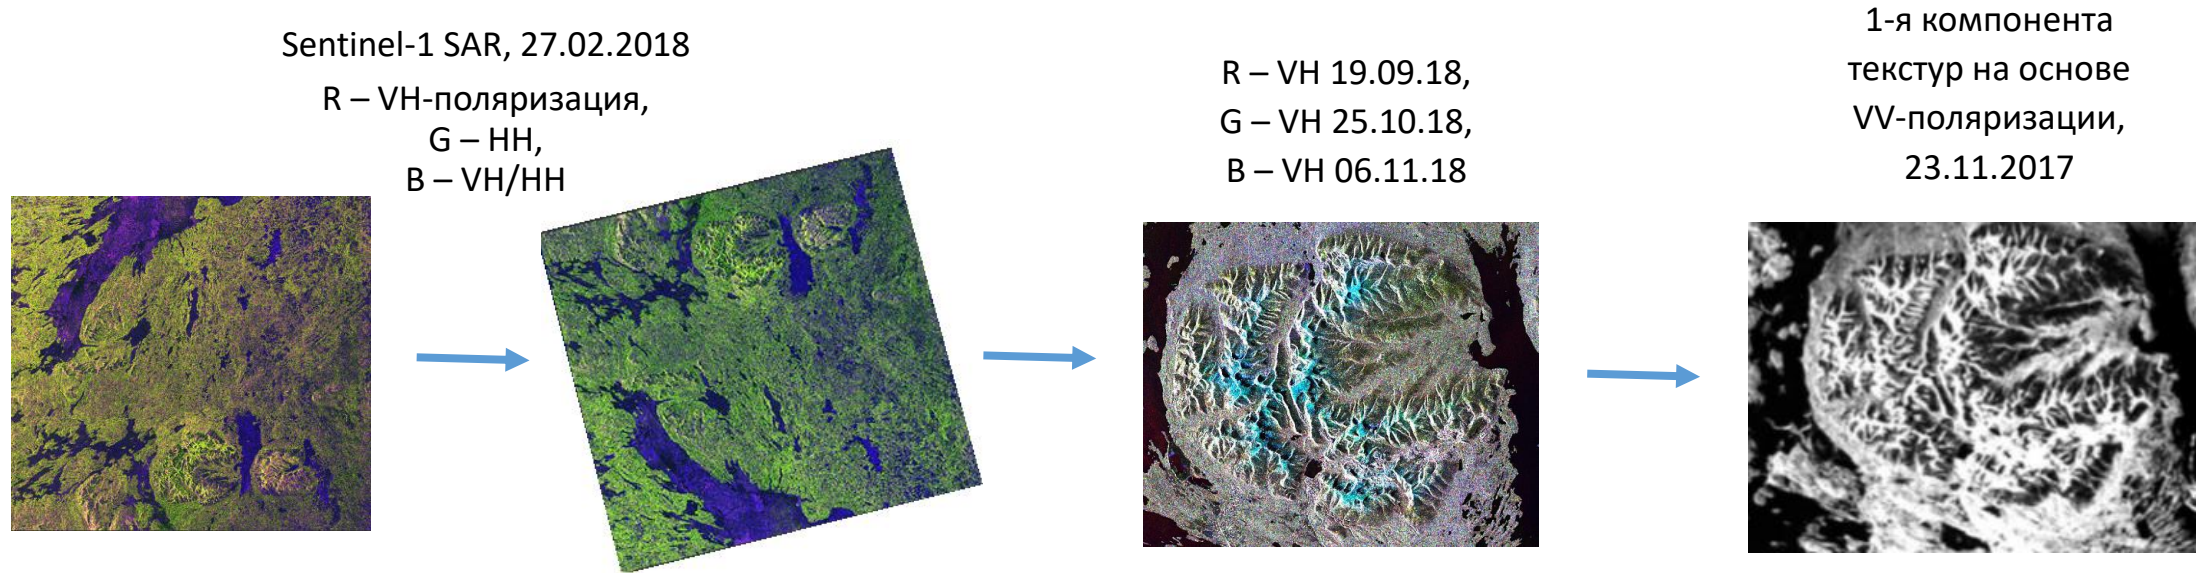 Sentinel-1 SAR, 27.02.2018
R – VH-поляризация,
G – HH,
B – VH/HH
R – VH 19.09.18,
G – VH 25.10.18,
B – VH 06.11.18
1-я компонента
текстур на основе
VV-поляризации,
23.11.2017